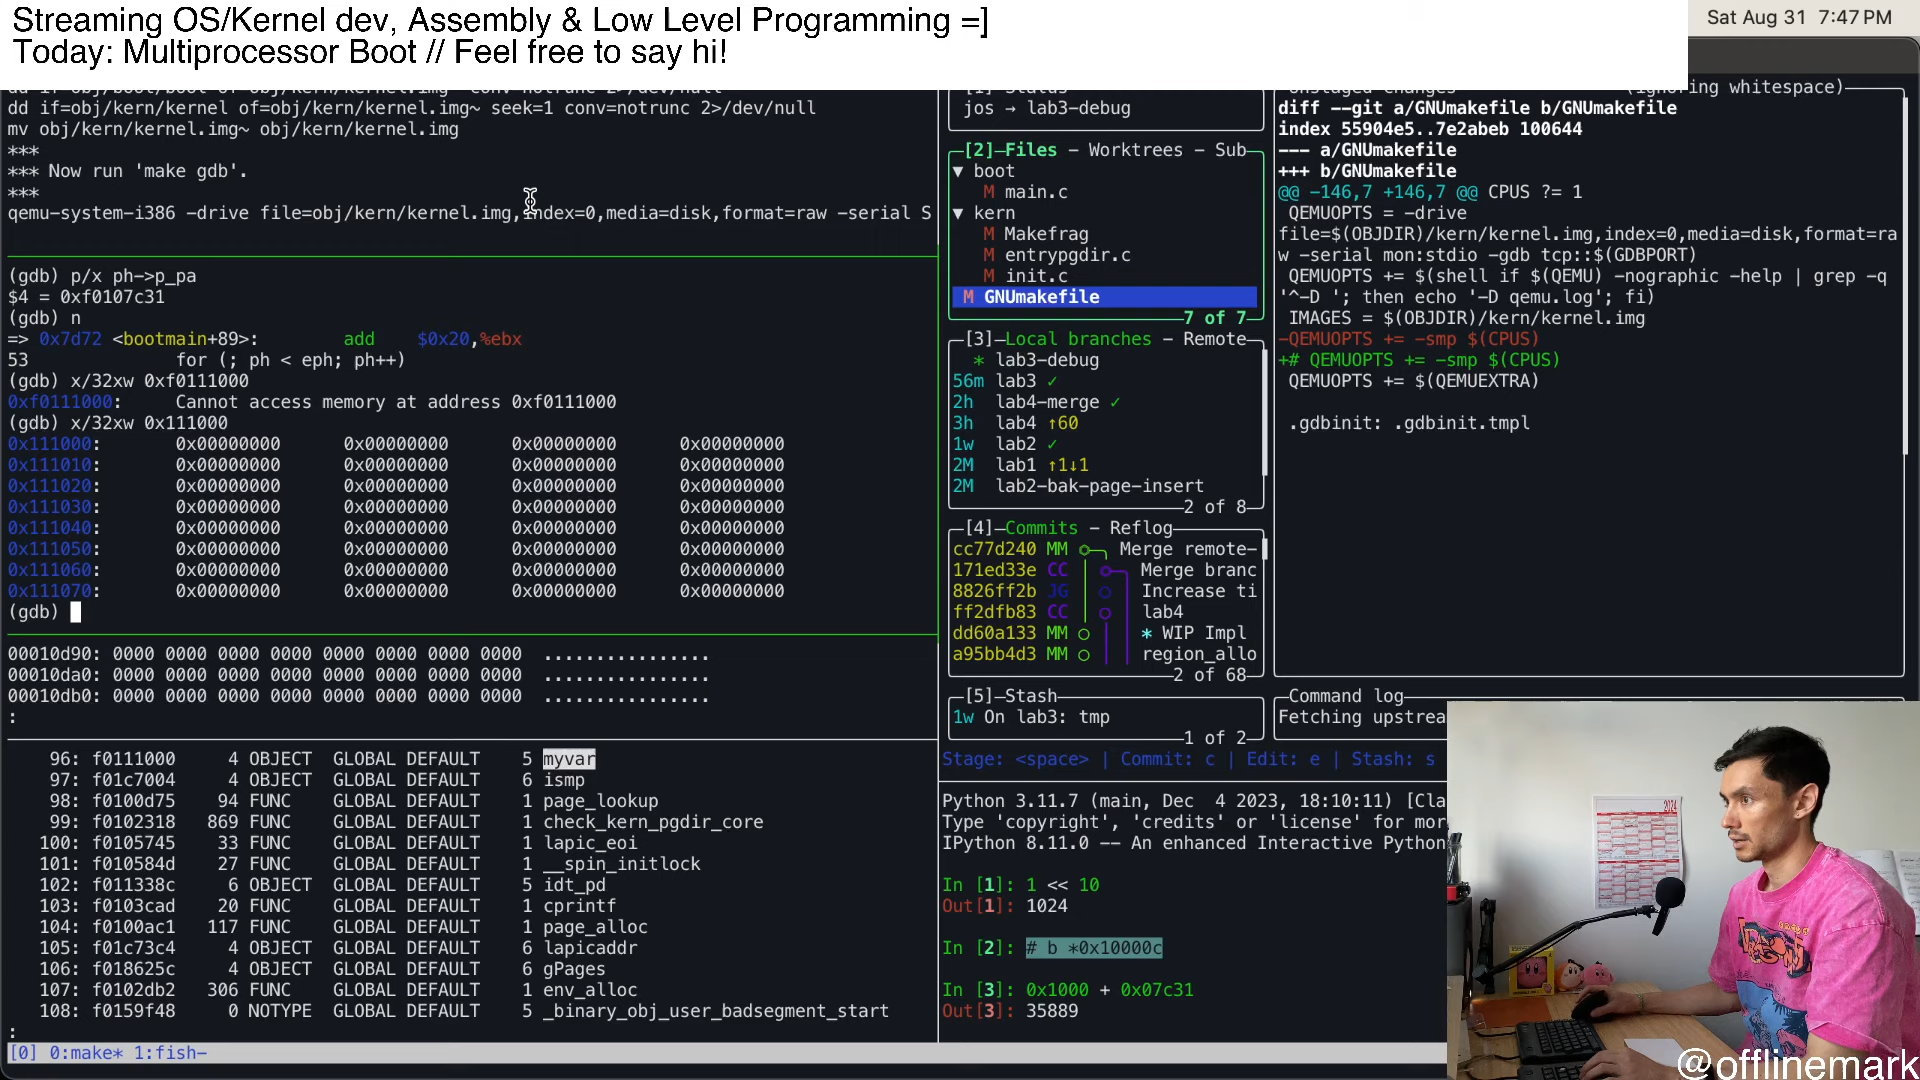 Streaming OS/Kernel dev, Assembly & Low Level Programming =]
Today: Multiprocessor Boot // Feel free to say hi!
Sat Aug 31 7:47 PM
dd if=obj/kern/kernel of=obj/kern/kernel.img~ seek=1 conv=notrunc 2>/dev/null
mv obj/kern/kernel.img~ obj/kern/kernel.img
***
*** Now run 'make gdb'.
***
qemu-system-i386 -drive file=obj/kern/kernel.img,index=0,media=disk,format=raw -serial S
(gdb) p/x ph->p_pa
$4 = 0xf0107c31
(gdb) n
=> 0x7d72 <bootmain+89>: add $0x20,%ebx
53 for (; ph < eph; ph++)
(gdb) x/32xw 0xf0111000
0xf0111000: Cannot access memory at address 0xf0111000
(gdb) x/32xw 0x111000
0x111000: 0x00000000 0x00000000 0x00000000 0x00000000
0x111010: 0x00000000 0x00000000 0x00000000 0x00000000
0x111020: 0x00000000 0x00000000 0x00000000 0x00000000
0x111030: 0x00000000 0x00000000 0x00000000 0x00000000
0x111040: 0x00000000 0x00000000 0x00000000 0x00000000
0x111050: 0x00000000 0x00000000 0x00000000 0x00000000
0x111060: 0x00000000 0x00000000 0x00000000 0x00000000
0x111070: 0x00000000 0x00000000 0x00000000 0x00000000
(gdb)
00010d90: 0000 0000 0000 0000 0000 0000 0000 0000 ................
00010da0: 0000 0000 0000 0000 0000 0000 0000 0000 ................
00010db0: 0000 0000 0000 0000 0000 0000 0000 0000 ................
:
96: f0111000 4 OBJECT GLOBAL DEFAULT 5 myvar
97: f01c7004 4 OBJECT GLOBAL DEFAULT 6 ismp
98: f0100d75 94 FUNC GLOBAL DEFAULT 1 page_lookup
99: f0102318 869 FUNC GLOBAL DEFAULT 1 check_kern_pgdir_core
100: f0105745 33 FUNC GLOBAL DEFAULT 1 lapic_eoi
101: f010584d 27 FUNC GLOBAL DEFAULT 1 __spin_initlock
102: f011338c 6 OBJECT GLOBAL DEFAULT 5 idt_pd
103: f0103cad 20 FUNC GLOBAL DEFAULT 1 cprintf
104: f0100ac1 117 FUNC GLOBAL DEFAULT 1 page_alloc
105: f01c73c4 4 OBJECT GLOBAL DEFAULT 6 lapicaddr
106: f018625c 4 OBJECT GLOBAL DEFAULT 6 gPages
107: f0102db2 306 FUNC GLOBAL DEFAULT 1 env_alloc
108: f0159f48 0 NOTYPE GLOBAL DEFAULT 5 _binary_obj_user_badsegment_start
:
[0] 0:make* 1:fish-
jos → lab3-debug
[2]-Files - Worktrees - Sub
▼ boot
M main.c
▼ kern
M Makefrag
M entrypgdir.c
M init.c
M GNUmakefile
7 of 7
[3]-Local branches - Remote
* lab3-debug
56m lab3 ✓
2h lab4-merge ✓
3h lab4 ↑60
1w lab2 ✓
2M lab1 ↑1↓1
2M lab2-bak-page-insert
2 of 8
[4]-Commits - Reflog
cc77d240 MM Merge remote-
171ed33e CC Merge branc
8826ff2b JG Increase ti
ff2dfb83 CC lab4
dd60a133 MM * WIP Impl
a95bb4d3 MM region_allo
2 of 68
[5]-Stash
1w On lab3: tmp
1 of 2
Stage: <space> | Commit: c | Edit: e | Stash: s
ring whitespace)
diff --git a/GNUmakefile b/GNUmakefile
index 55904e5..7e2abeb 100644
--- a/GNUmakefile
+++ b/GNUmakefile
@@ -146,7 +146,7 @@ CPUS ?= 1
QEMUOPTS = -drive
file=$(OBJDIR)/kern/kernel.img,index=0,media=disk,format=ra
w -serial mon:stdio -gdb tcp::$(GDBPORT)
QEMUOPTS += $(shell if $(QEMU) -nographic -help | grep -q
'^-D '; then echo '-D qemu.log'; fi)
IMAGES = $(OBJDIR)/kern/kernel.img
-QEMUOPTS += -smp $(CPUS)
+# QEMUOPTS += -smp $(CPUS)
QEMUOPTS += $(QEMUEXTRA)
.gdbinit: .gdbinit.tmpl
Command log
Fetching upstrea
Python 3.11.7 (main, Dec 4 2023, 18:10:11) [Cla
Type 'copyright', 'credits' or 'license' for mor
IPython 8.11.0 -- An enhanced Interactive Python
In [1]: 1 << 10
Out[1]: 1024
In [2]: # b *0x10000c
In [3]: 0x1000 + 0x07c31
Out[3]: 35889
2024
@offlinemark